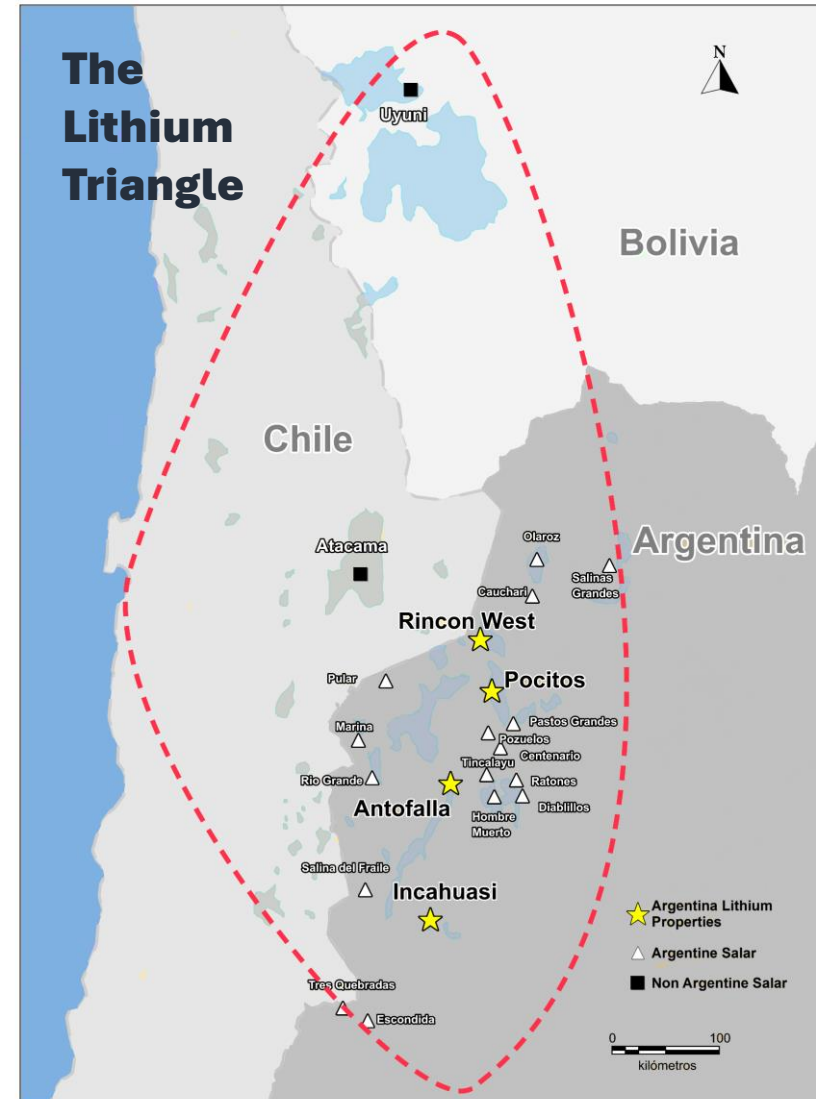 The
Lithium
Triangle
N
Uyuni
Bolivia
Chile
Argentina
Atacama
Olaroz
Salinas
Grandes
Cauchari
Rincon West
Pocitos
Pular
Pastos Grandes
Marina
Pozuelos
Centenario
Tincalayu
Rio Grande
Ratones
Antofalla
Diablillos
Hombre
Muerto
Salina del Fraile
Incahuasi
Argentina Lithium
Properties
Argentine Salar
Non Argentine Salar
Tres Quebradas
Escondida
0 100
kilómetros